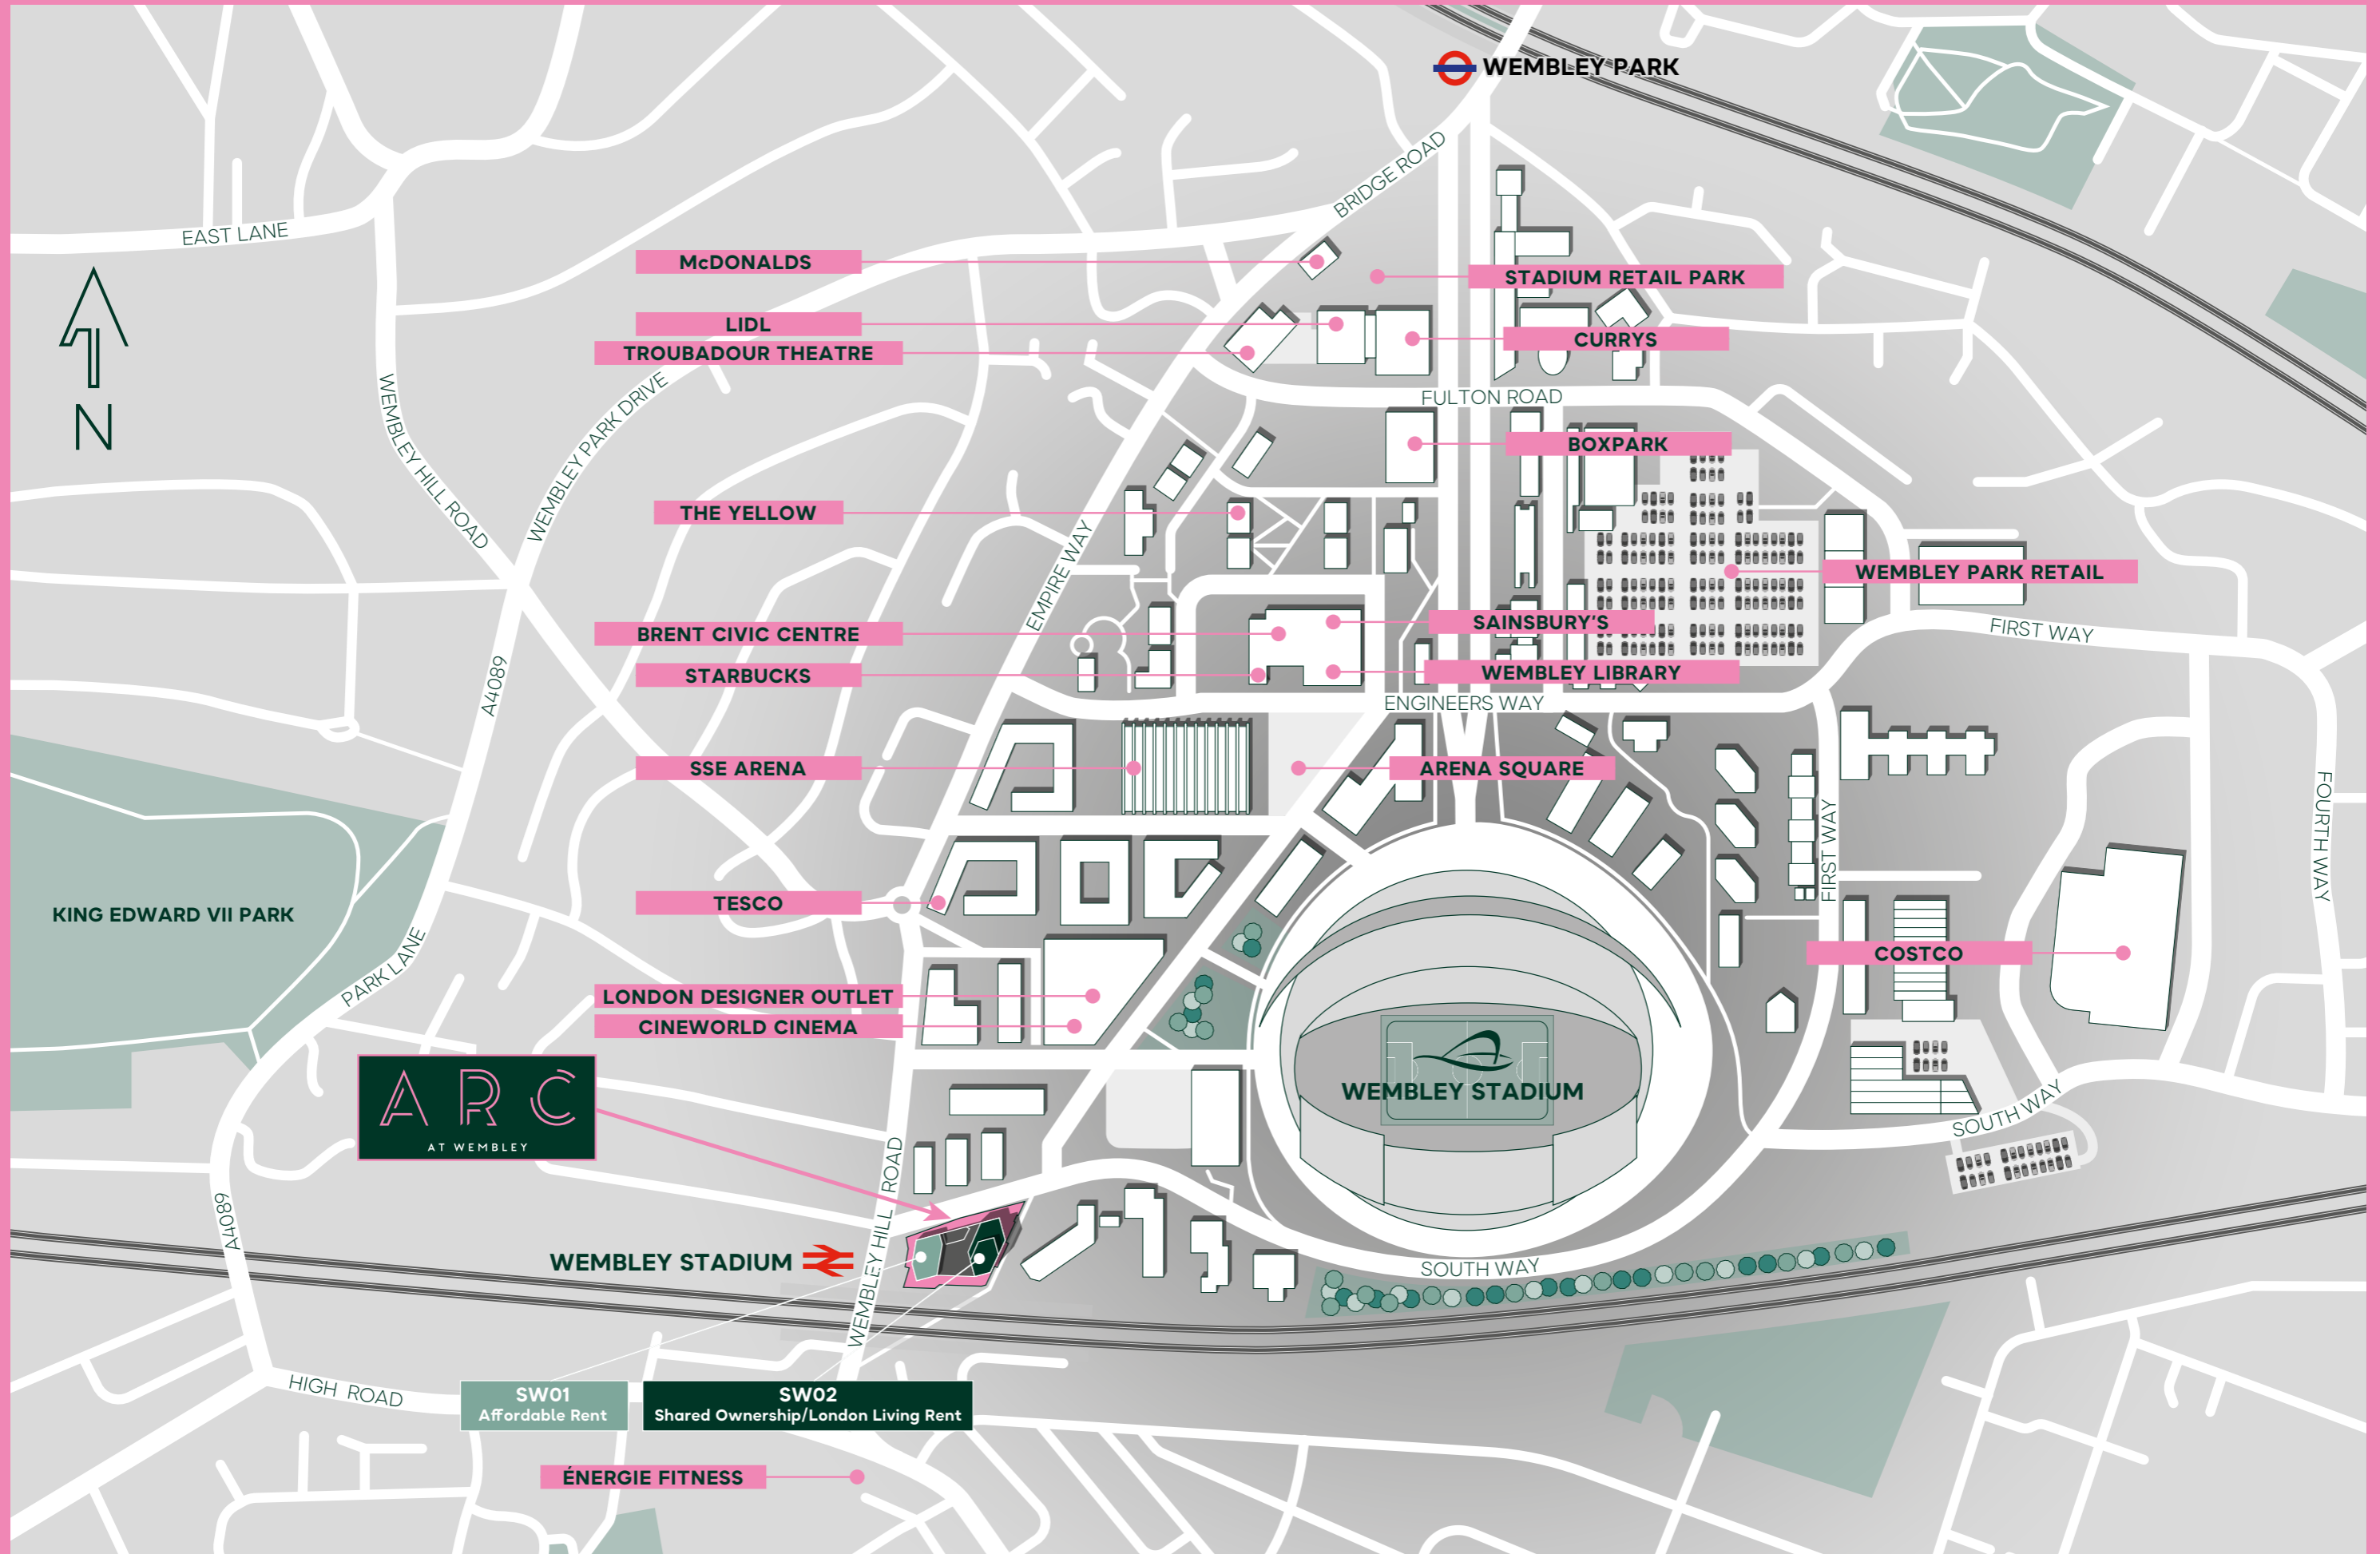 WEMBLEY PARK
BRIDGE ROAD
EAST LANE
McDONALDS
STADIUM RETAIL PARK
LIDL
CURRYS
TROUBADOUR THEATRE
N
WEMBLEY HILL ROAD
WEMBLEY PARK DRIVE
FULTON ROAD
BOXPARK
THE YELLOW
EMPIRE WAY
WEMBLEY PARK RETAIL
SAINSBURY'S
FIRST WAY
BRENT CIVIC CENTRE
STARBUCKS
WEMBLEY LIBRARY
A4089
ENGINEERS WAY
SSE ARENA
ARENA SQUARE
FOURTH WAY
FIRST WAY
TESCO
KING EDWARD VII PARK
PARK LANE
COSTCO
LONDON DESIGNER OUTLET
CINEWORLD CINEMA
ARC
AT WEMBLEY
WEMBLEY STADIUM
SOUTH WAY
A4089
WEMBLEY HILL ROAD
WEMBLEY STADIUM
SOUTH WAY
HIGH ROAD
SW01
Affordable Rent
SW02
Shared Ownership/London Living Rent
ÉNERGIE FITNESS